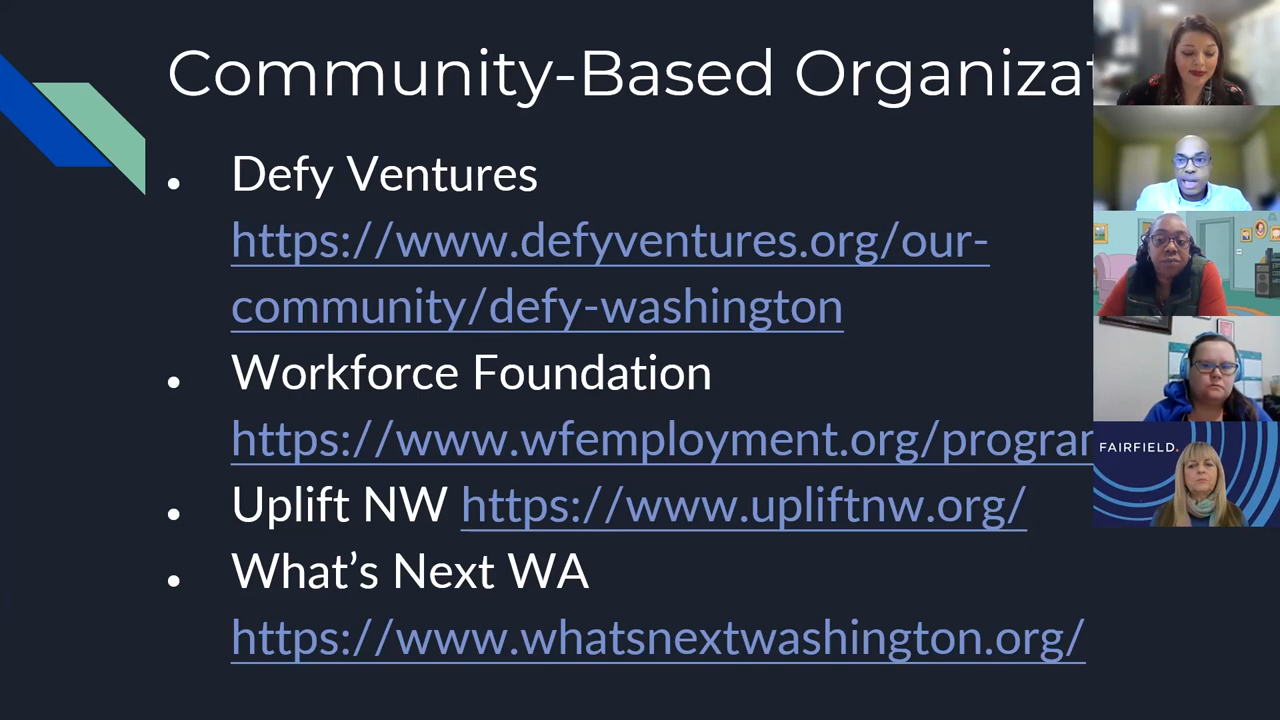 Community-Based Organizat
Defy Ventures
https://www.defyventures.org/our-
community/defy-washington
Workforce Foundation
https://www.wfemployment.org/program
Uplift NW https://www.upliftnw.org/
What’s Next WA
https://www.whatsnextwashington.org/
FAIRFIELD